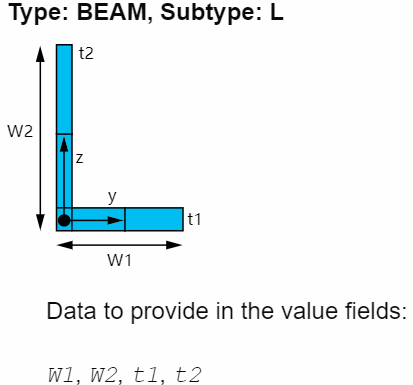 Type: BEAM, Subtype: L
t2
W2
z
y
t1
W1
Data to provide in the value fields:
W1, W2, t1, t2